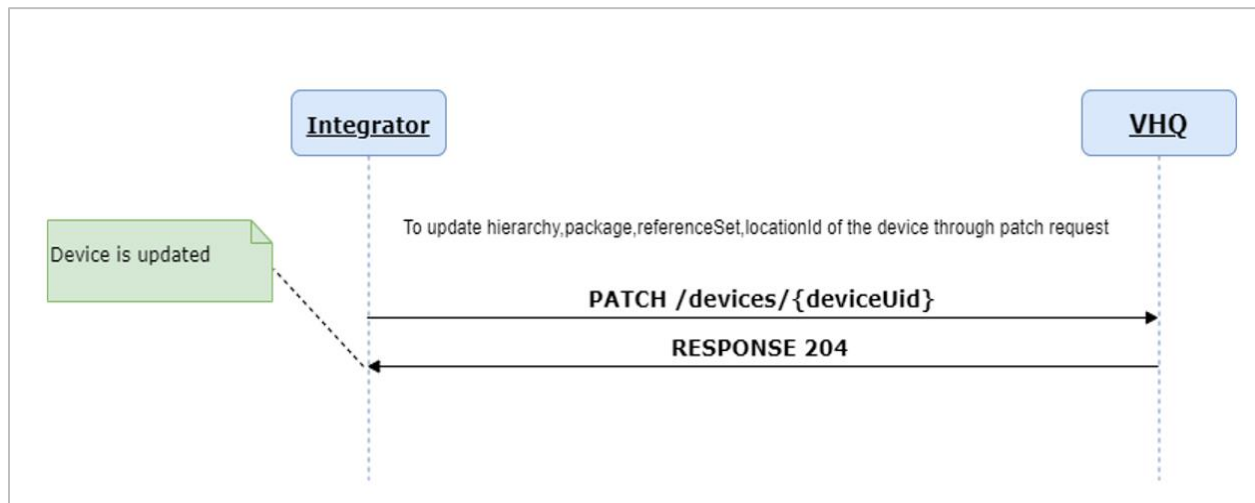 Integrator
VHQ
To update hierarchy,package,referenceSet,locationId of the device through patch request
Device is updated
PATCH /devices/{deviceUid}
RESPONSE 204